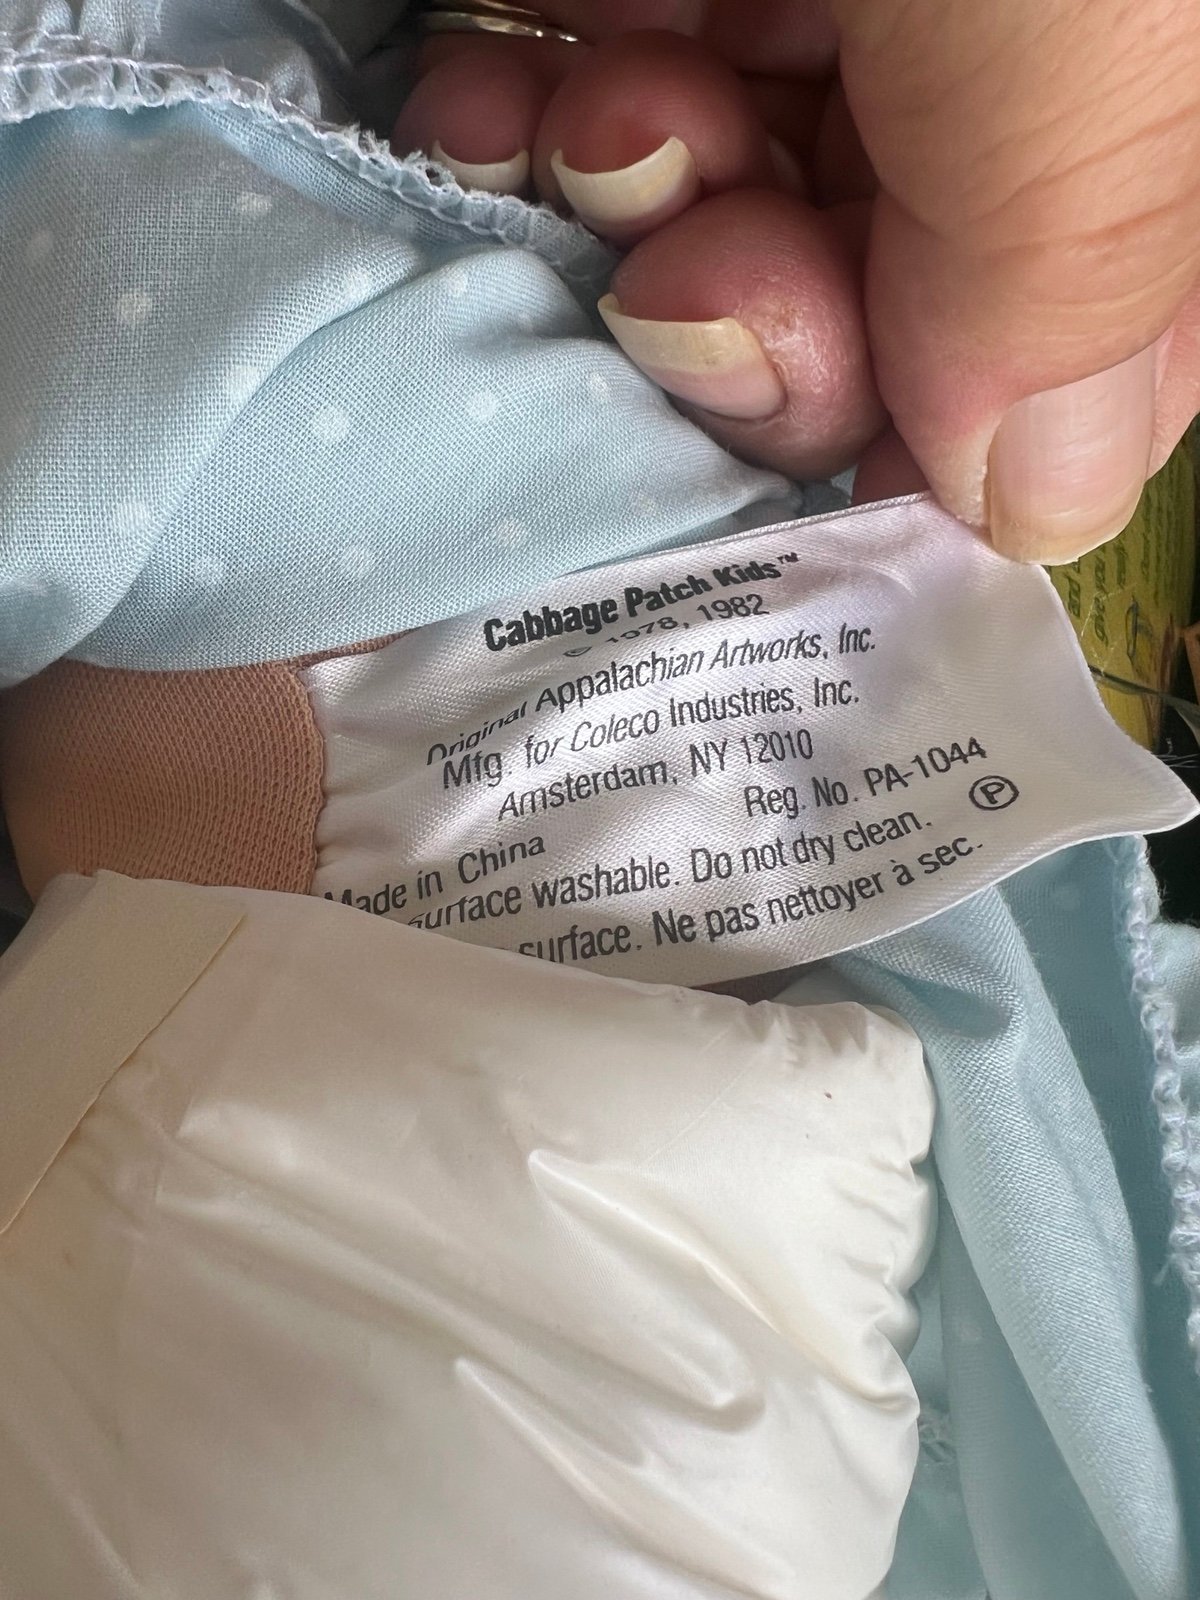 Cabbage Patch Kids™
© 1978, 1982
Original Appalachian Artworks, Inc.
Mfg. for Coleco Industries, Inc.
Amsterdam, NY 12010
Reg. No. PA-1044
Made in China
Ⓟ
surface washable. Do not dry clean.
surface. Ne pas nettoyer à sec.